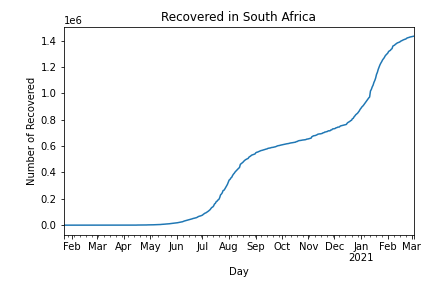 Recovered in South Africa
1e6
1.4
1.2
1.0
0.8
0.6
0.4
0.2
0.0
Number of Recovered
Feb Mar Apr May Jun Jul Aug Sep Oct Nov Dec Jan Feb Mar
2021
Day